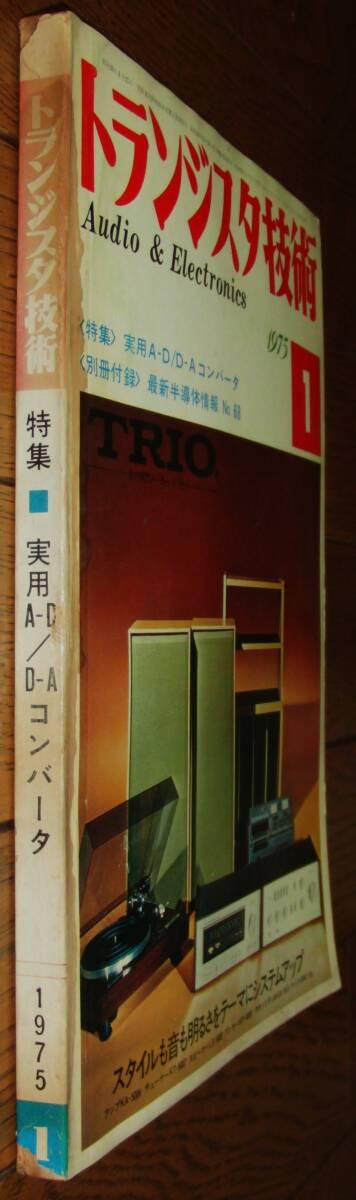 トランジスタ技術
Audio & Electronics
1975
1
〈特集〉 実用A-D/D-Aコンバータ
〈別册付録〉 最新半導体情報 No.68
TRIO
スタイルも音も明るさをテーマにシステムアップ
トランジスタ技術
特集 ■ 実用A-D/D-Aコンバータ
1975
1